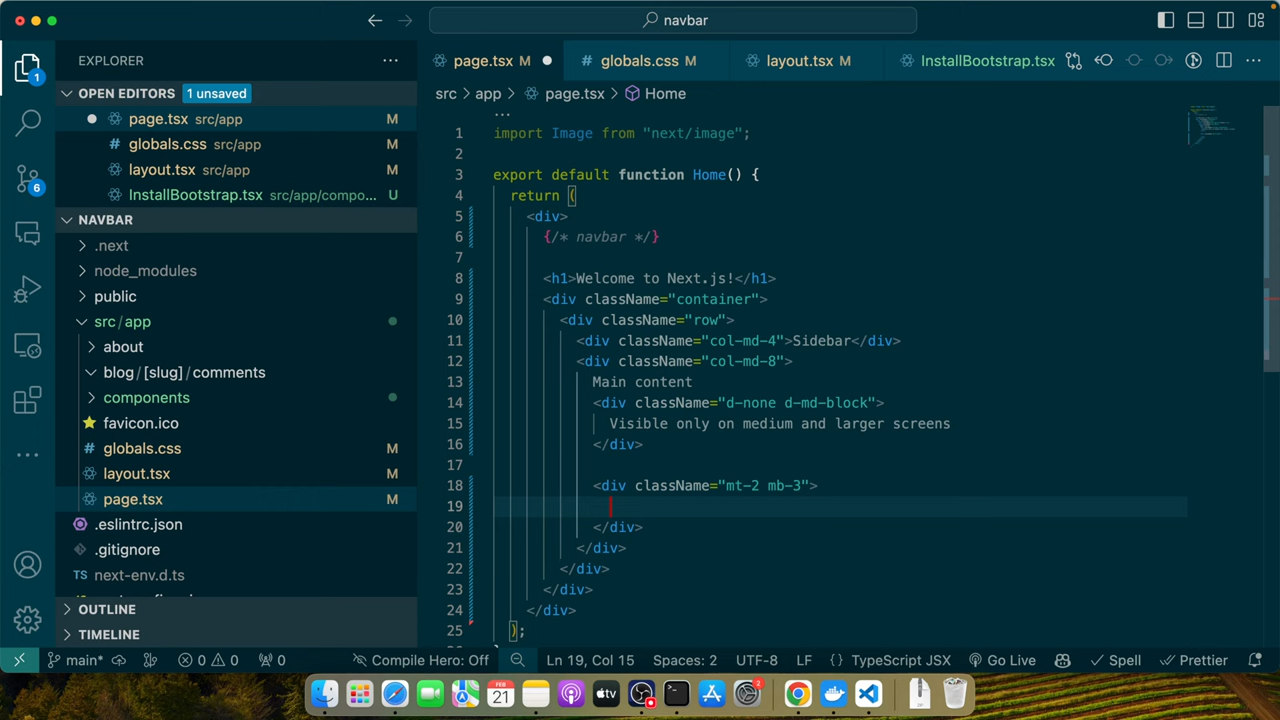 navbar
1
6
EXPLORER
OPEN EDITORS 1 unsaved
page.tsx src/app M
# globals.css src/app M
layout.tsx src/app M
InstallBootstrap.tsx src/app/compo... U
NAVBAR
.next
node_modules
public
src/app
about
blog/[slug]/comments
components
favicon.ico
# globals.css M
layout.tsx M
page.tsx M
.eslintrc.json
.gitignore
TS next-env.d.ts
OUTLINE
TIMELINE
page.tsx M
# globals.css M
layout.tsx M
InstallBootstrap.tsx
src > app > page.tsx > Home
...
1 import Image from "next/image";
2
3 export default function Home() {
4 return (
5 <div>
6 {/* navbar */}
7
8 <h1>Welcome to Next.js!</h1>
9 <div className="container">
10 <div className="row">
11 <div className="col-md-4">Sidebar</div>
12 <div className="col-md-8">
13 Main content
14 <div className="d-none d-md-block">
15 Visible only on medium and larger screens
16 </div>
17
18 <div className="mt-2 mb-3">
19
20 </div>
21 </div>
22 </div>
23 </div>
24 </div>
25 );
main* 0 0 0 Compile Hero: Off Ln 19, Col 15 Spaces: 2 UTF-8 LF {} TypeScript JSX Go Live Spell Prettier
FEB
21
tv
2